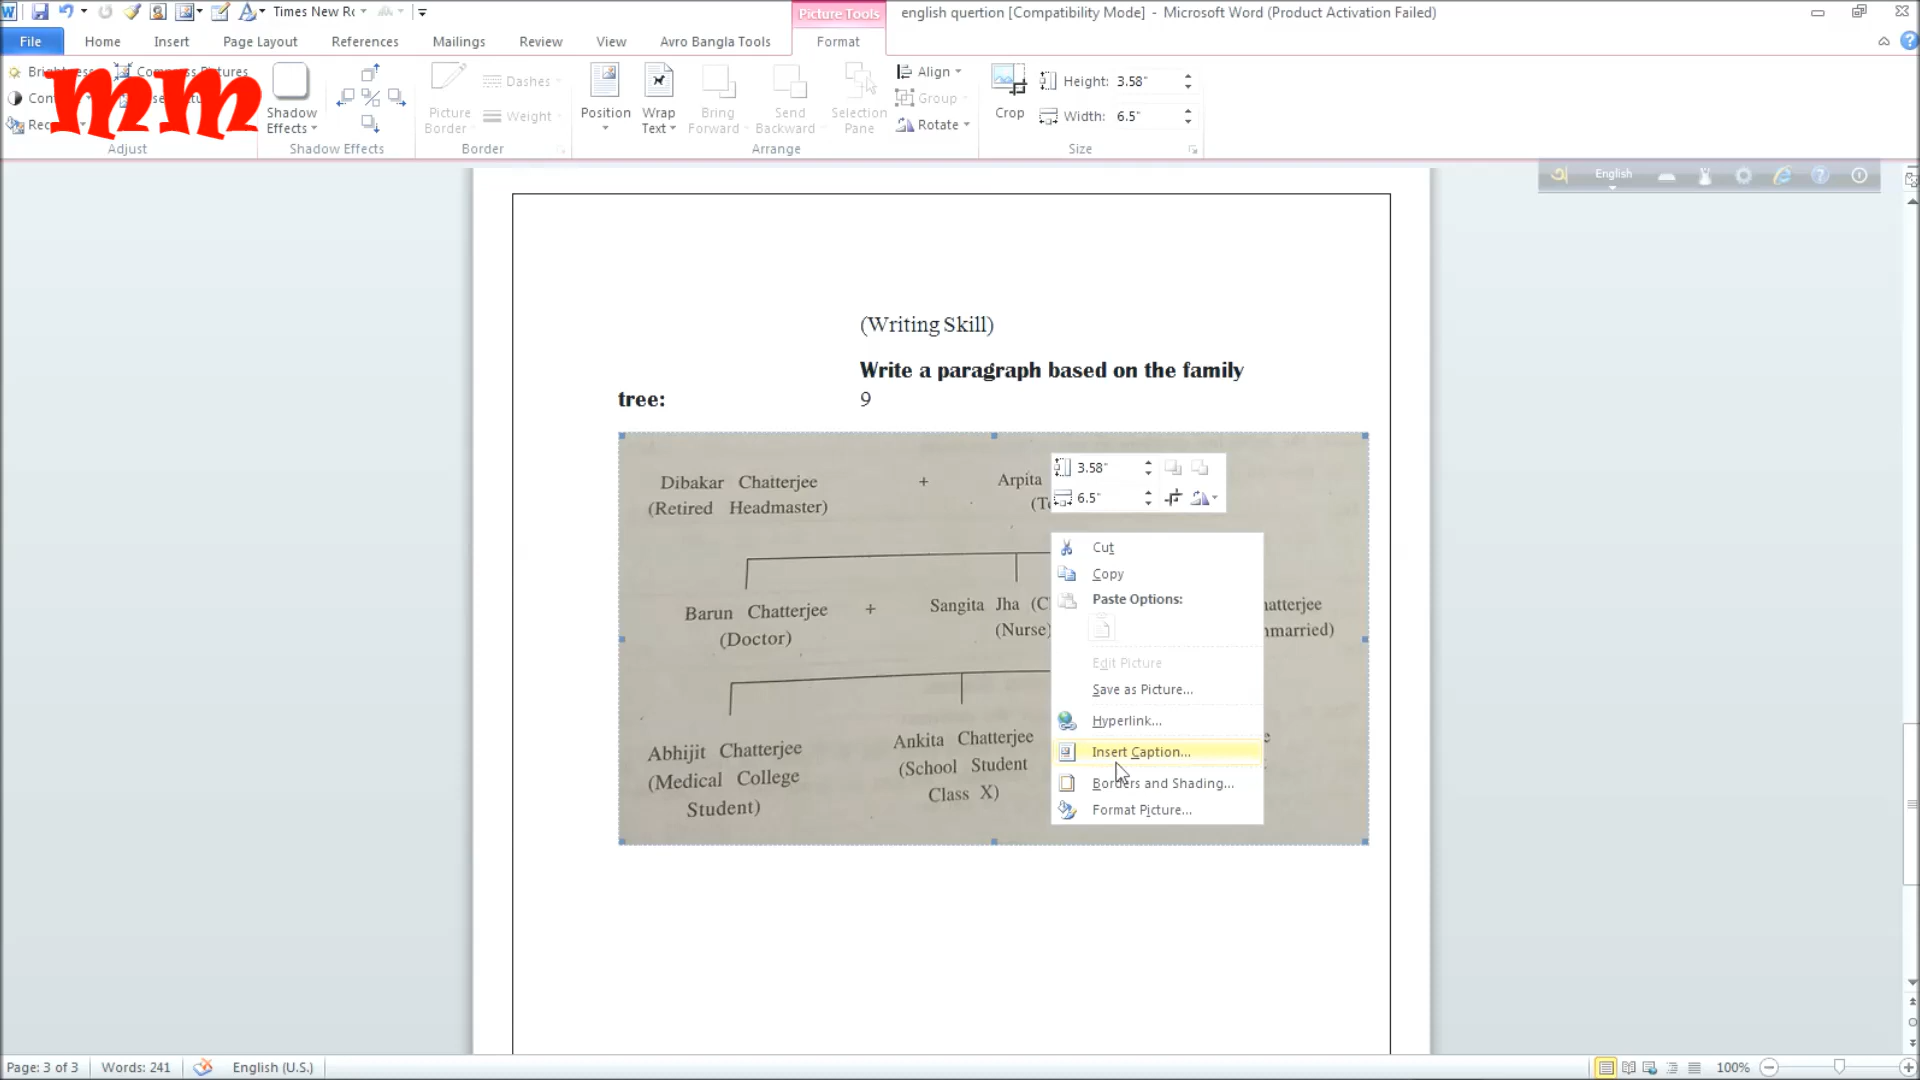 Times New Ro
Picture Tools
english quertion [Compatibility Mode] - Microsoft Word (Product Activation Failed)
File Home Insert Page Layout References Mailings Review View Avro Bangla Tools Format
Compress Pictures
mm
Shadow Effects
Picture Border
Dashes
Weight
Position
Wrap Text
Bring Forward
Send Backward
Selection Pane
Align
Group
Rotate
Crop
Height: 3.58"
Width: 6.5"
Adjust Shadow Effects Border Arrange Size
English
(Writing Skill)
Write a paragraph based on the family
tree: 9
Dibakar Chatterjee + Arpita
(Retired Headmaster)
3.58"
6.5"
Cut
Copy
Paste Options:
Edit Picture
Save as Picture...
Hyperlink...
Insert Caption...
Borders and Shading...
Format Picture...
Barun Chatterjee + Sangita Jha (C
(Doctor) (Nurse)
Abhijit Chatterjee
(Medical College
Student)
Ankita Chatterjee
(School Student
Class X)
Page: 3 of 3 Words: 241 English (U.S.) 100%